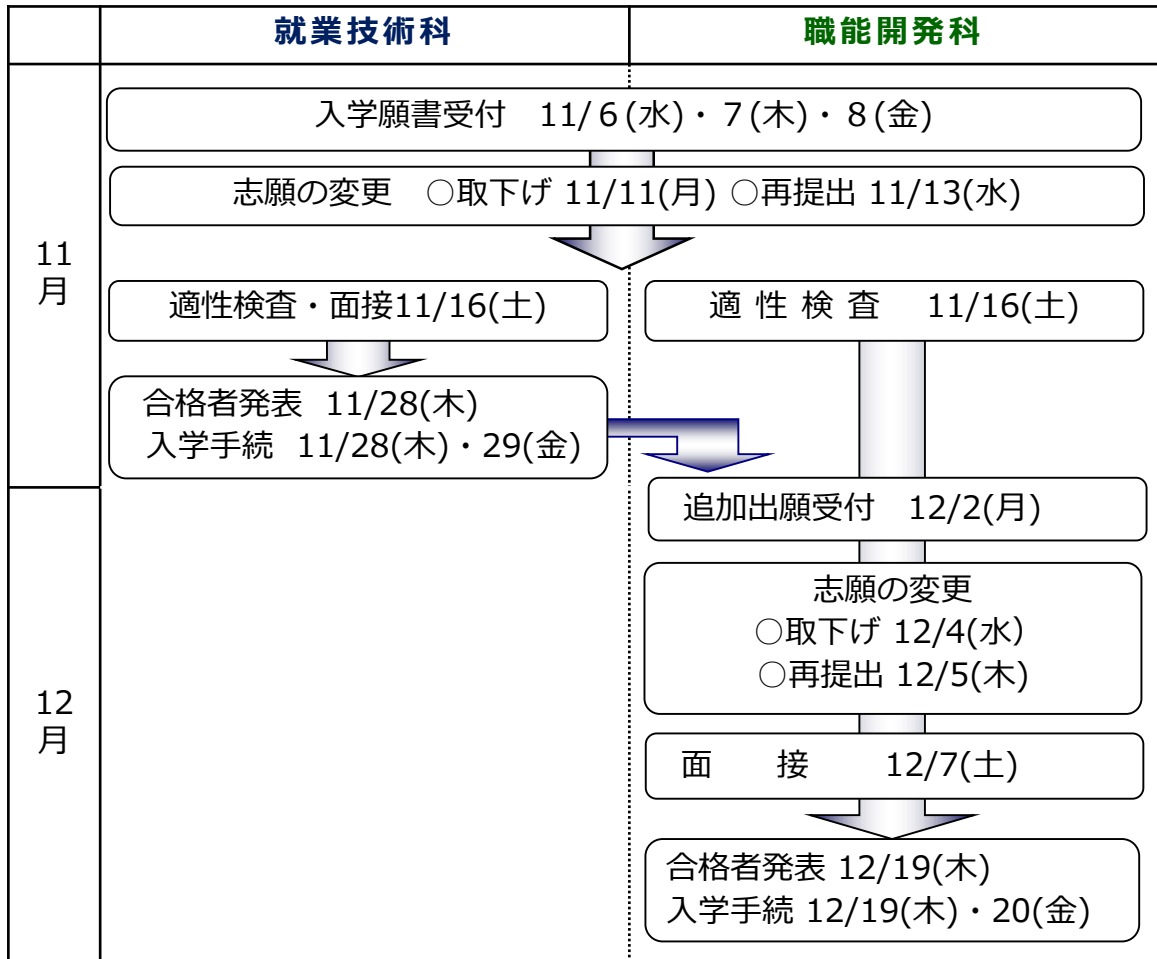 就業技術科
職能開発科
11
月
入学願書受付 11/６(水)・７(木)・８(金)
志願の変更 ○取下げ 11/11(月) ○再提出 11/13(水)
適性検査・面接11/16(土)
適 性 検 査 11/16(土)
合格者発表 11/28(木)
入学手続 11/28(木)・29(金)
12
月
追加出願受付 12/2(月)
志願の変更
○取下げ 12/4(水）
○再提出 12/5(木)
面 接 12/7(土)
合格者発表 12/19(木)
入学手続 12/19(木)・20(金)